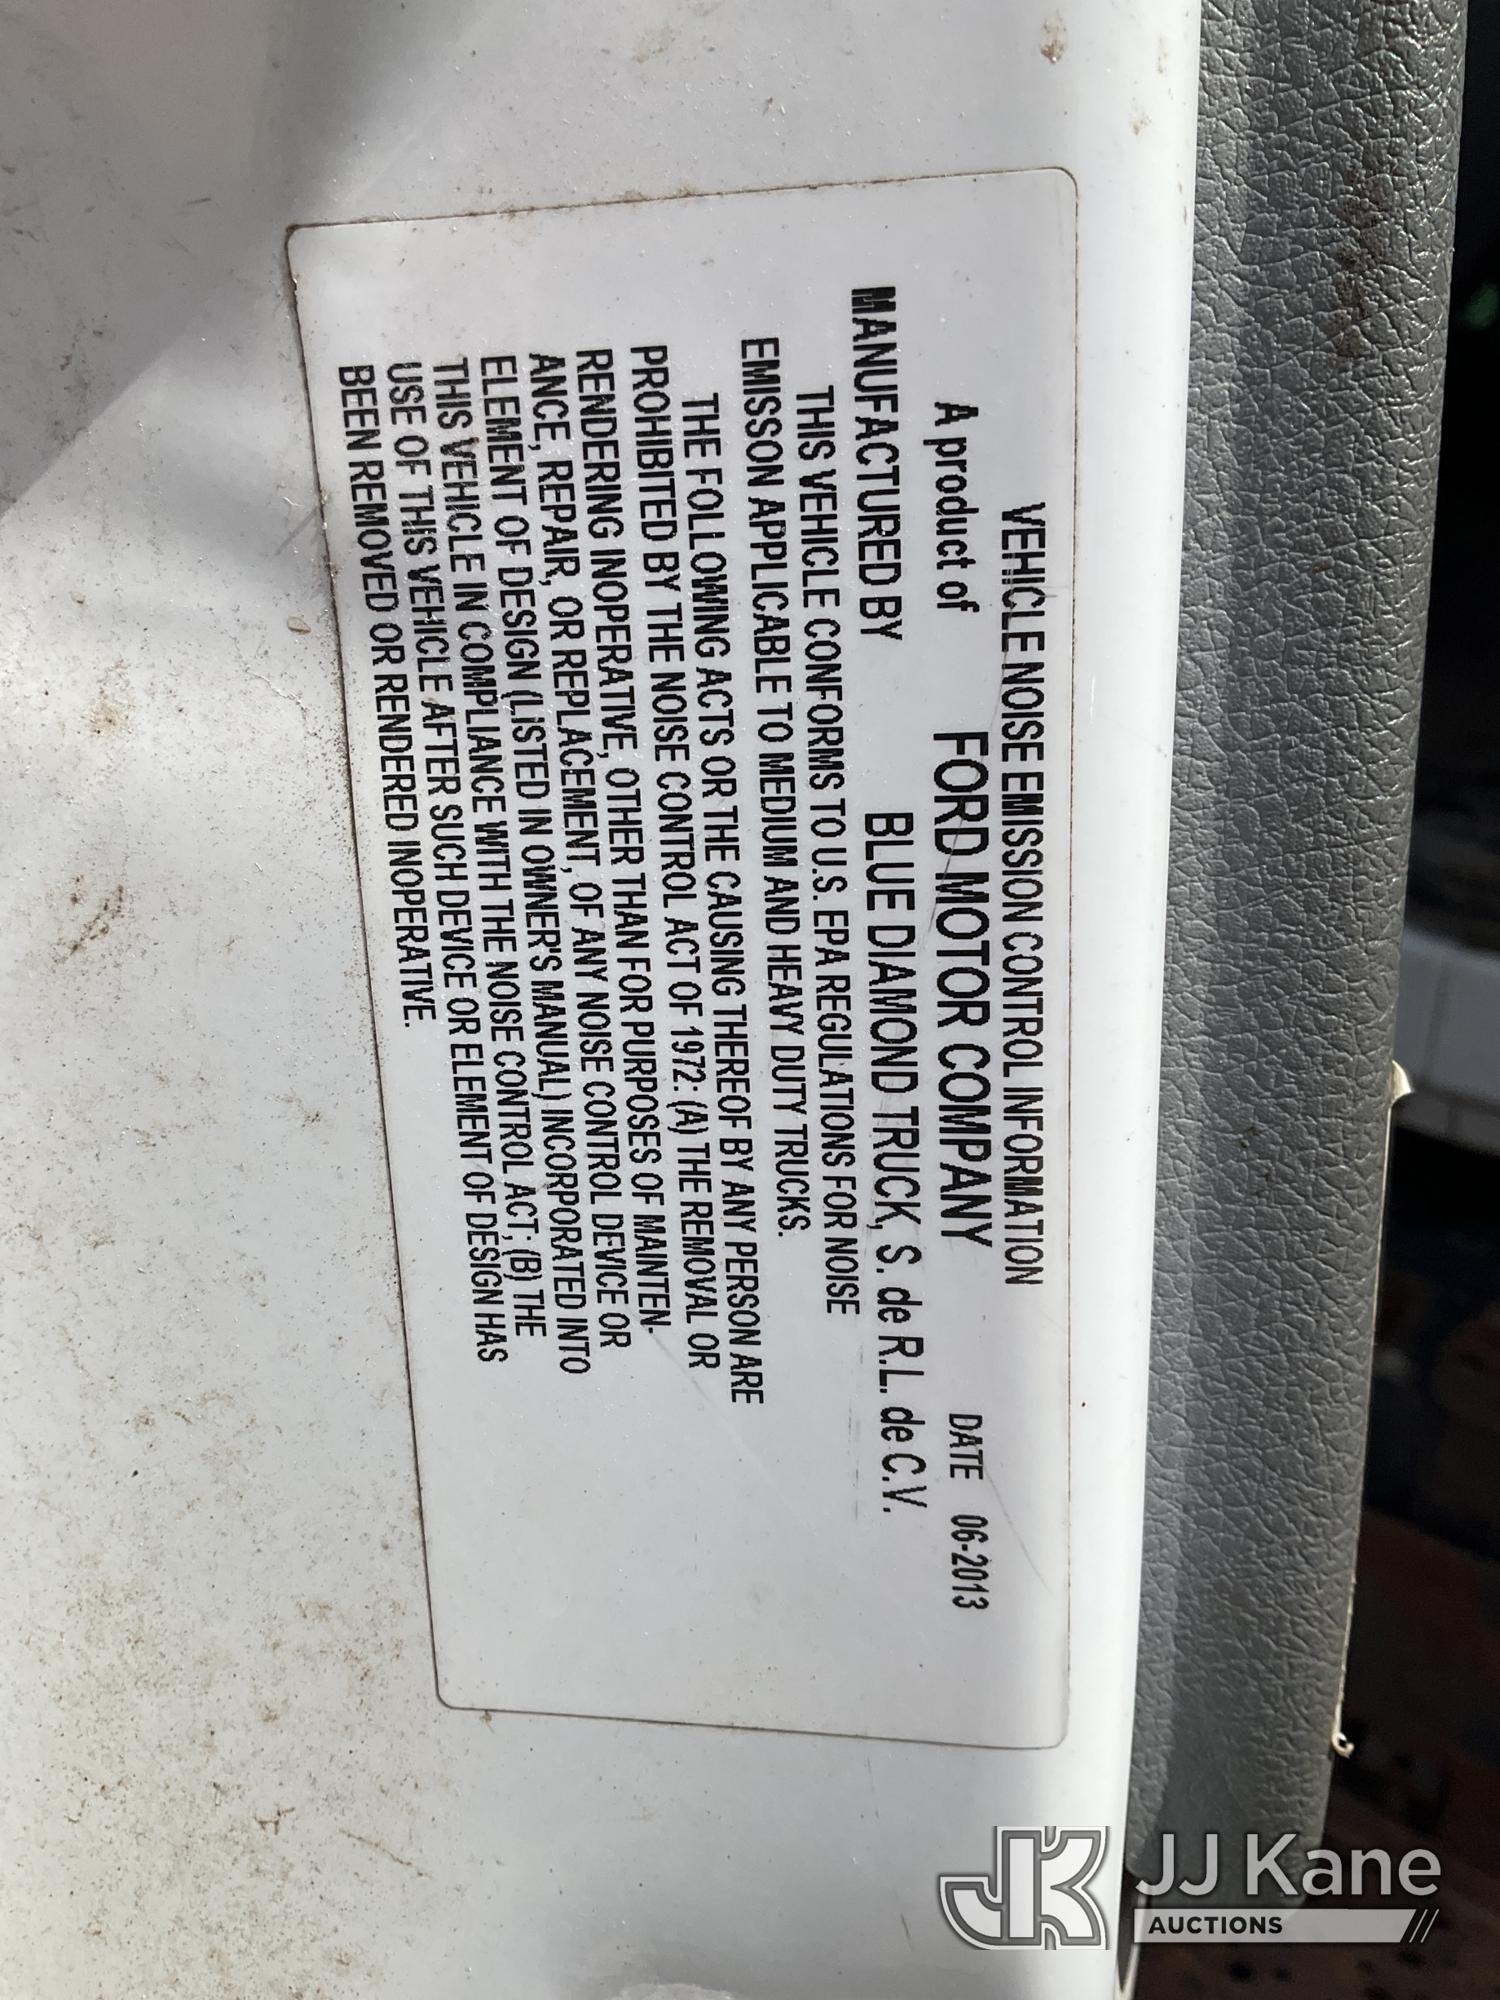 VEHICLE NOISE EMISSION CONTROL INFORMATION
A product of FORD MOTOR COMPANY DATE 06-2013
MANUFACTURED BY BLUE DIAMOND TRUCK, S. de R.L. de C.V.
THIS VEHICLE CONFORMS TO U.S. EPA REGULATIONS FOR NOISE
EMISSON APPLICABLE TO MEDIUM AND HEAVY DUTY TRUCKS.
THE FOLLOWING ACTS OR THE CAUSING THEREOF BY ANY PERSON ARE
PROHIBITED BY THE NOISE CONTROL ACT OF 1972: (A) THE REMOVAL OR
RENDERING INOPERATIVE, OTHER THAN FOR PURPOSES OF MAINTEN-
ANCE, REPAIR, OR REPLACEMENT, OF ANY NOISE CONTROL DEVICE OR
ELEMENT OF DESIGN (LISTED IN OWNER'S MANUAL) INCORPORATED INTO
THIS VEHICLE IN COMPLIANCE WITH THE NOISE CONTROL ACT; (B) THE
USE OF THIS VEHICLE AFTER SUCH DEVICE OR ELEMENT OF DESIGN HAS
BEEN REMOVED OR RENDERED INOPERATIVE.
JK JJ Kane
AUCTIONS